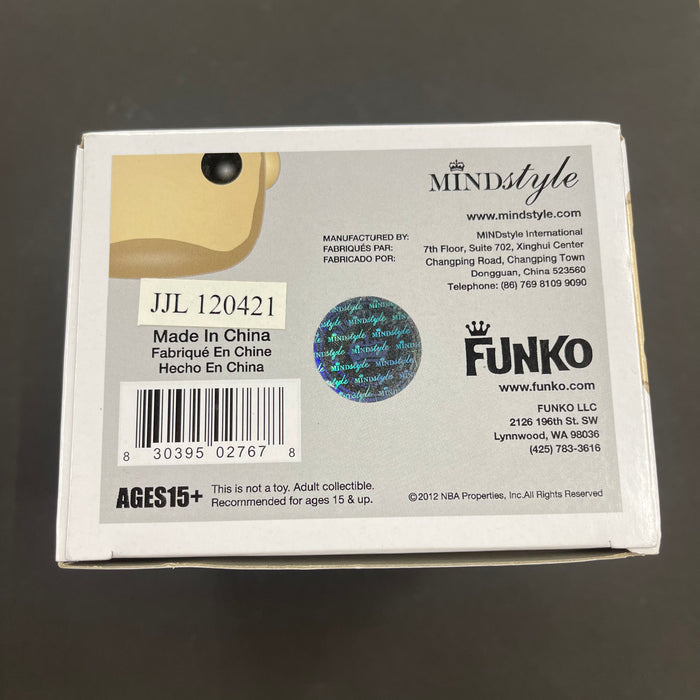 MINDstyle
www.mindstyle.com
MANUFACTURED BY:
FABRIQUÉS PAR:
FABRICADO POR:
MINDstyle International
7th Floor, Suite 702, Xinghui Center
Changping Road, Changping Town
Dongguan, China 523560
Telephone: (86) 769 8109 9090
JJL 120421
Made In China
Fabriqué En Chine
Hecho En China
8 30395 02767 8
MINDstyle
FUNKO
www.funko.com
FUNKO LLC
2126 196th St. SW
Lynnwood, WA 98036
(425) 783-3616
AGES15+
This is not a toy. Adult collectible.
Recommended for ages 15 & up.
©2012 NBA Properties, Inc.All Rights Reserved